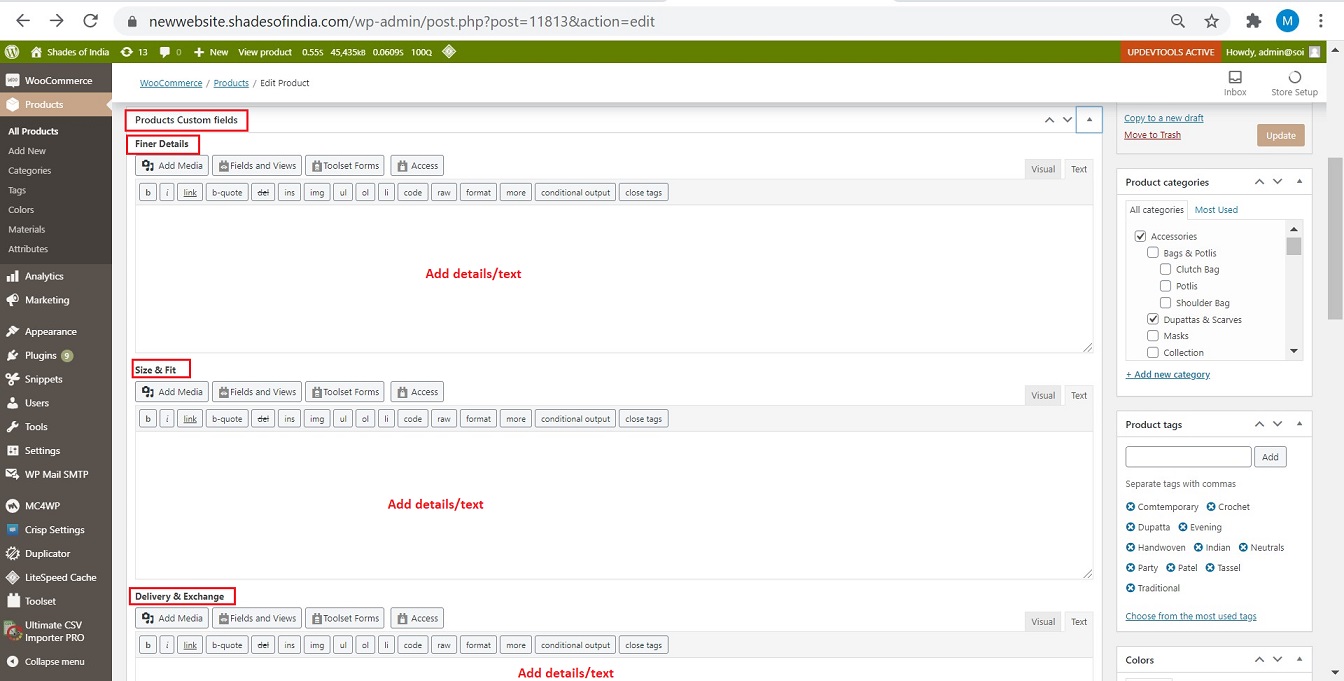 newwebsite.shadesofindia.com/wp-admin/post.php?post=11813&action=edit
M
Shades of India 13 0 New View product 0.55S 45,435KB 0.0609S 100Q
UPDEVTOOLS ACTIVE Howdy, admin@soi
WooCommerce
Products
All Products
Add New
Categories
Tags
Colors
Materials
Attributes
Analytics
Marketing
Appearance
Plugins 9
Snippets
Users
Tools
Settings
WP Mail SMTP
MC4WP
Crisp Settings
Duplicator
LiteSpeed Cache
Toolset
Ultimate CSV
Importer PRO
Collapse menu
WooCommerce / Products / Edit Product
Inbox
Store Setup
Products Custom fields
Finer Details
Add Media Fields and Views Toolset Forms Access
Visual Text
b i link b-quote del ins img ul ol li code raw format more conditional output close tags
Add details/text
Size & Fit
Add Media Fields and Views Toolset Forms Access
Visual Text
b i link b-quote del ins img ul ol li code raw format more conditional output close tags
Add details/text
Delivery & Exchange
Add Media Fields and Views Toolset Forms Access
Visual Text
b i link b-quote del ins img ul ol li code raw format more conditional output close tags
Add details/text
Copy to a new draft
Move to Trash
Update
Product categories
All categories Most Used
Accessories
Bags & Potlis
Clutch Bag
Potlis
Shoulder Bag
Dupattas & Scarves
Masks
Collection
+ Add new category
Product tags
Add
Separate tags with commas
Comtemporary Crochet
Dupatta Evening
Handwoven Indian Neutrals
Party Patel Tassel
Traditional
Choose from the most used tags
Colors